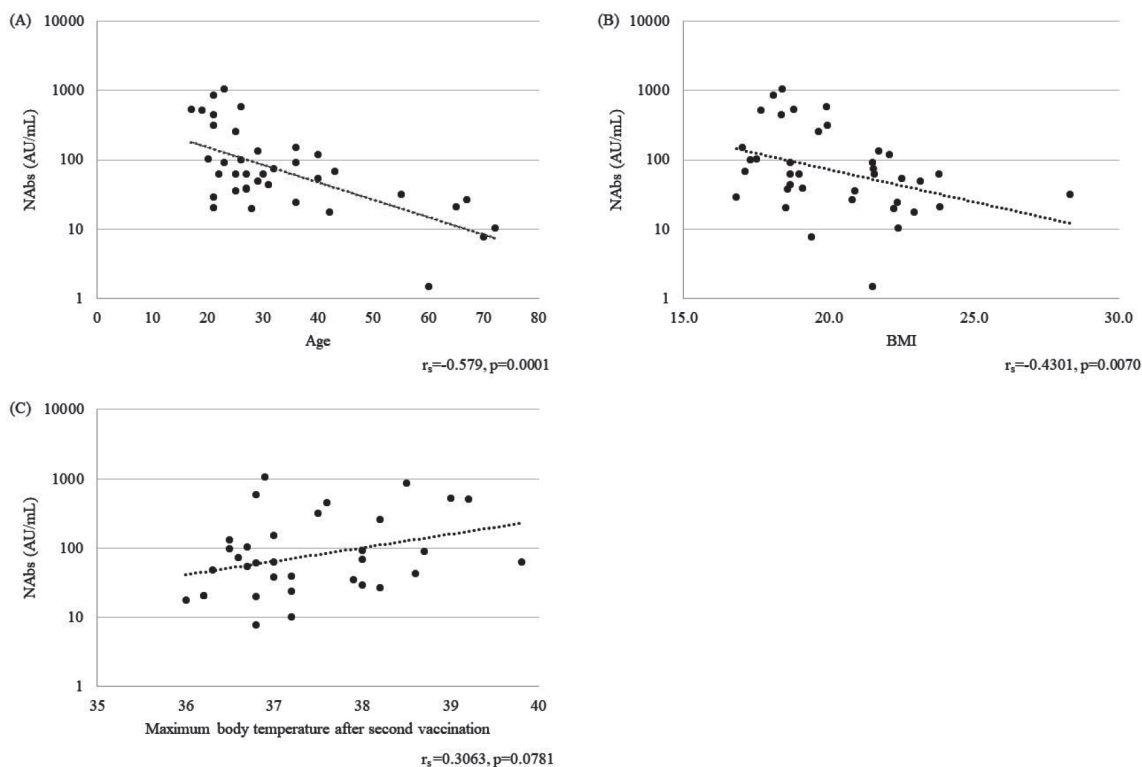 (A)
10000
1000
100
10
1
NAbs (AU/mL)
0 10 20 30 40 50 60 70 80
Age
rs=-0.579, p=0.0001
(B)
10000
1000
100
10
1
NAbs (AU/mL)
15.0 20.0 25.0 30.0
BMI
rs=-0.4301, p=0.0070
(C)
10000
1000
100
10
1
NAbs (AU/mL)
35 36 37 38 39 40
Maximum body temperature after second vaccination
rs=0.3063, p=0.0781